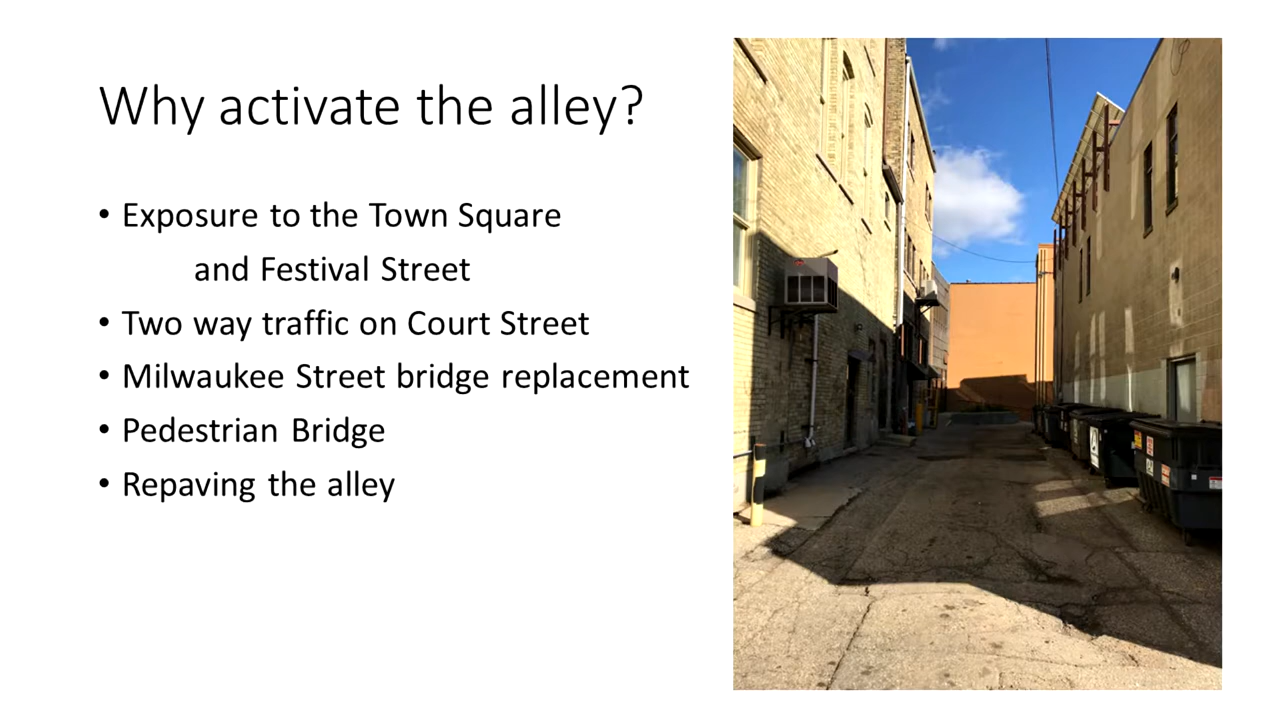 Why activate the alley?
• Exposure to the Town Square
and Festival Street
• Two way traffic on Court Street
• Milwaukee Street bridge replacement
• Pedestrian Bridge
• Repaving the alley